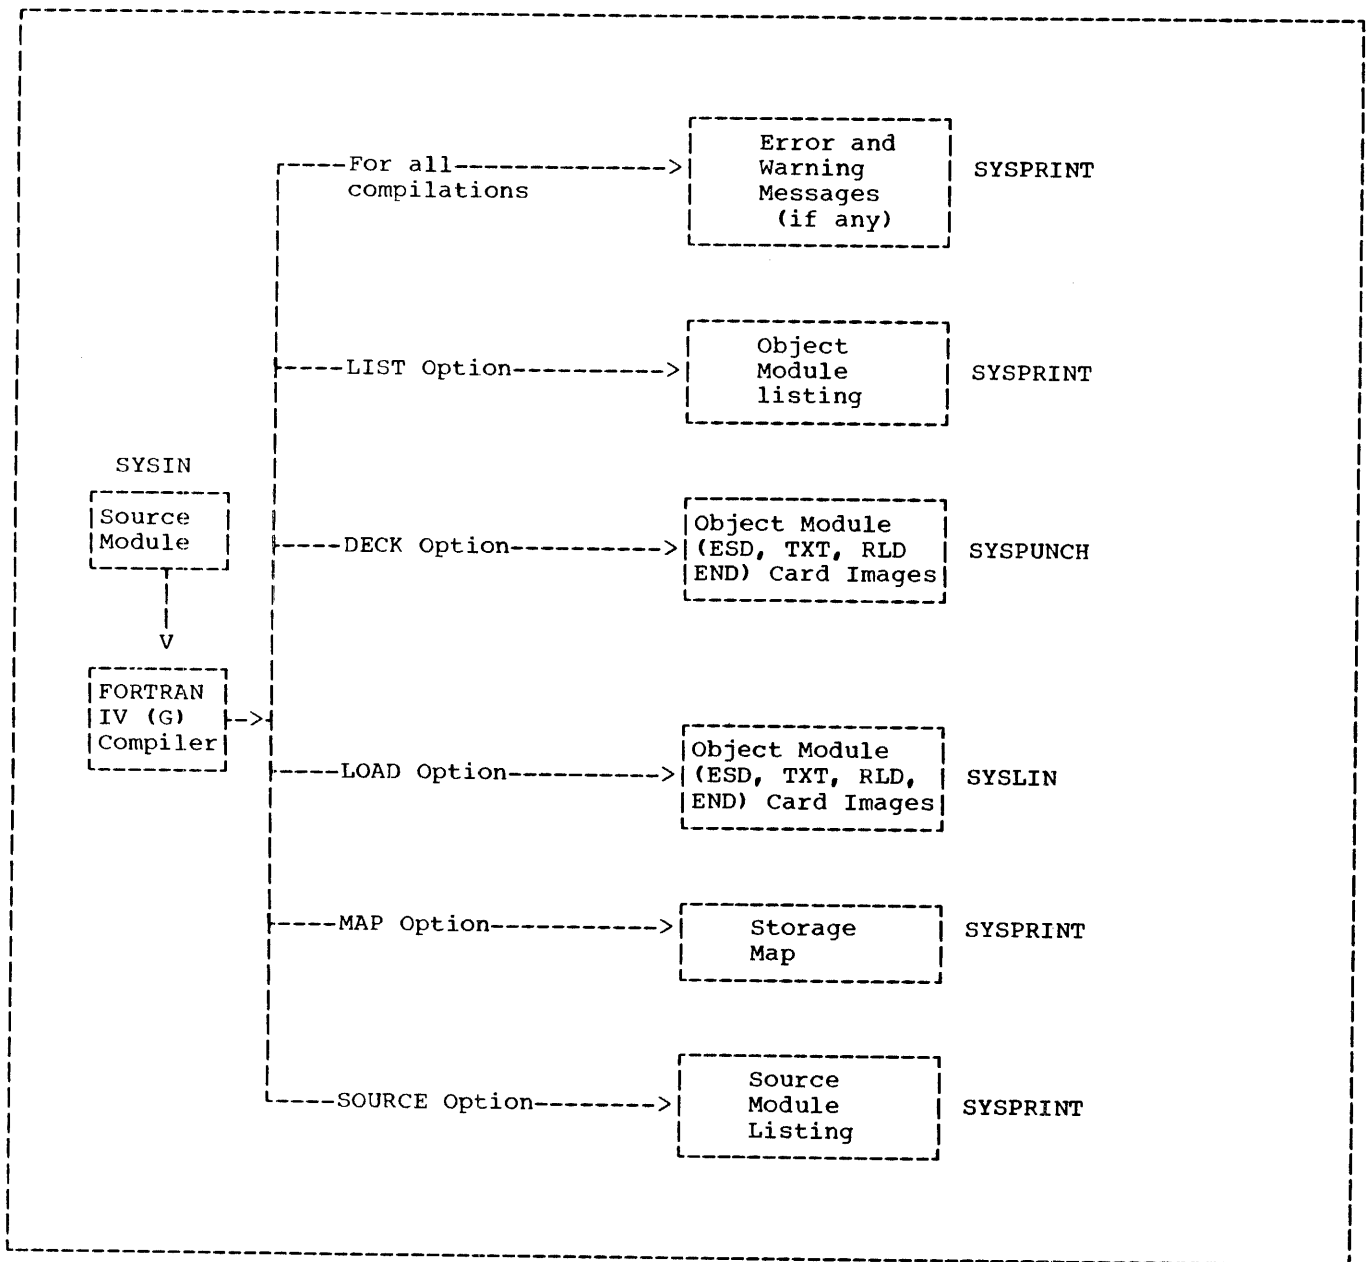 For all
compilations
Error and
Warning
Messages
(if any)
SYSPRINT
LIST Option
Object
Module
listing
SYSPRINT
SYSIN
Source
Module
DECK Option
Object Module
(ESD, TXT, RLD
END) Card Images
SYSPUNCH
V
FORTRAN
IV (G)
Compiler
LOAD Option
Object Module
(ESD, TXT, RLD,
END) Card Images
SYSLIN
MAP Option
Storage
Map
SYSPRINT
SOURCE Option
Source
Module
Listing
SYSPRINT